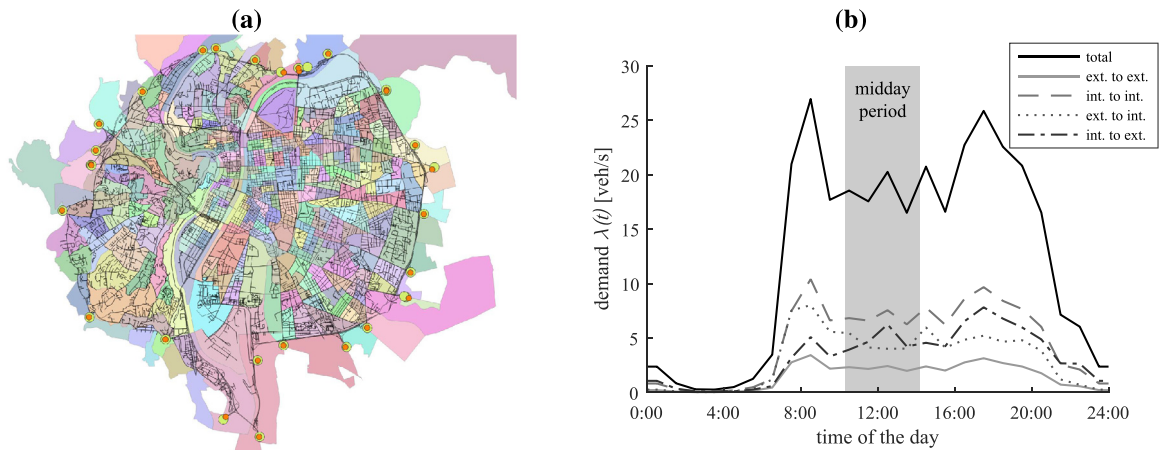 (a)
(b)
total
ext. to ext.
int. to int.
ext. to int.
int. to ext.
midday
period
demand λ(t) [veh/s]
30
25
20
15
10
5
0
0:00 4:00 8:00 12:00 16:00 20:00 24:00
time of the day